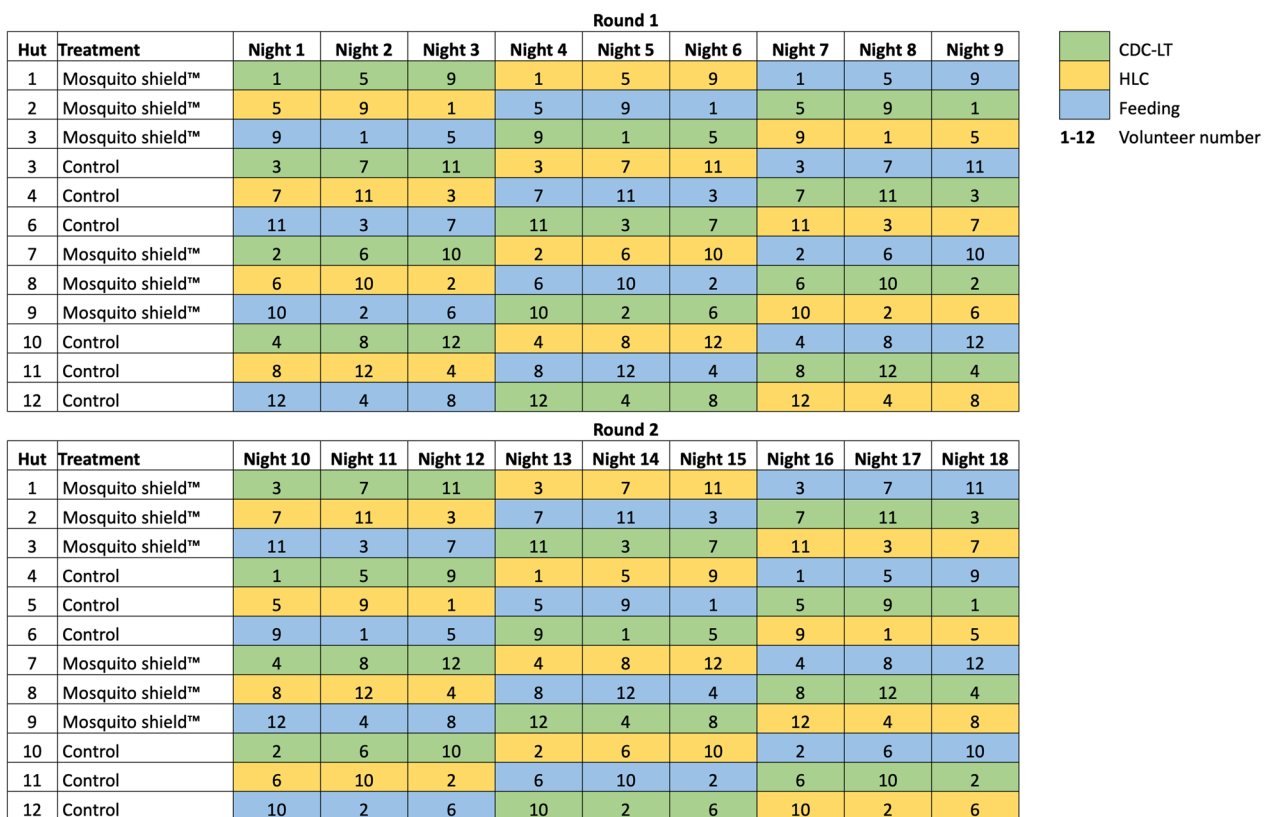 Round 1
Hut Treatment Night 1 Night 2 Night 3 Night 4 Night 5 Night 6 Night 7 Night 8 Night 9
1 Mosquito shield™ 1 5 9 1 5 9 1 5 9
2 Mosquito shield™ 5 9 1 5 9 1 5 9 1
3 Mosquito shield™ 9 1 5 9 1 5 9 1 5
3 Control 3 7 11 3 7 11 3 7 11
4 Control 7 11 3 7 11 3 7 11 3
6 Control 11 3 7 11 3 7 11 3 7
7 Mosquito shield™ 2 6 10 2 6 10 2 6 10
8 Mosquito shield™ 6 10 2 6 10 2 6 10 2
9 Mosquito shield™ 10 2 6 10 2 6 10 2 6
10 Control 4 8 12 4 8 12 4 8 12
11 Control 8 12 4 8 12 4 8 12 4
12 Control 12 4 8 12 4 8 12 4 8
CDC-LT
HLC
Feeding
1-12 Volunteer number
Round 2
Hut Treatment Night 10 Night 11 Night 12 Night 13 Night 14 Night 15 Night 16 Night 17 Night 18
1 Mosquito shield™ 3 7 11 3 7 11 3 7 11
2 Mosquito shield™ 7 11 3 7 11 3 7 11 3
3 Mosquito shield™ 11 3 7 11 3 7 11 3 7
4 Control 1 5 9 1 5 9 1 5 9
5 Control 5 9 1 5 9 1 5 9 1
6 Control 9 1 5 9 1 5 9 1 5
7 Mosquito shield™ 4 8 12 4 8 12 4 8 12
8 Mosquito shield™ 8 12 4 8 12 4 8 12 4
9 Mosquito shield™ 12 4 8 12 4 8 12 4 8
10 Control 2 6 10 2 6 10 2 6 10
11 Control 6 10 2 6 10 2 6 10 2
12 Control 10 2 6 10 2 6 10 2 6